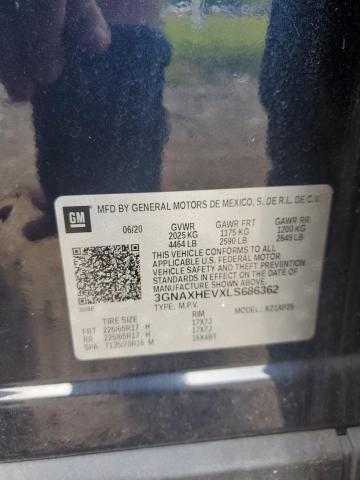 GM
MFD BY GENERAL MOTORS DE MEXICO, S. DE R.L. DE C.V.
06/20 GVWR GAWR FRT GAWR RR
2025 KG 1175 KG 1200 KG
4464 LB 2590 LB 2645 LB
THIS VEHICLE CONFORMS TO ALL
APPLICABLE U.S. FEDERAL MOTOR
VEHICLE SAFETY AND THEFT PREVENTION
STANDARDS IN EFFECT ON THE DATE OF
MANUFACTURE SHOWN ABOVE.
3GNAXHEVXLS686362
TYPE: M.P.V. MODEL: XZ1XP26
TIRE SIZE RIM
FRT 225/65R17 H 17X7J
RR 225/65R17 H 17X7J
SPA T135/70R16 M 16X4BT